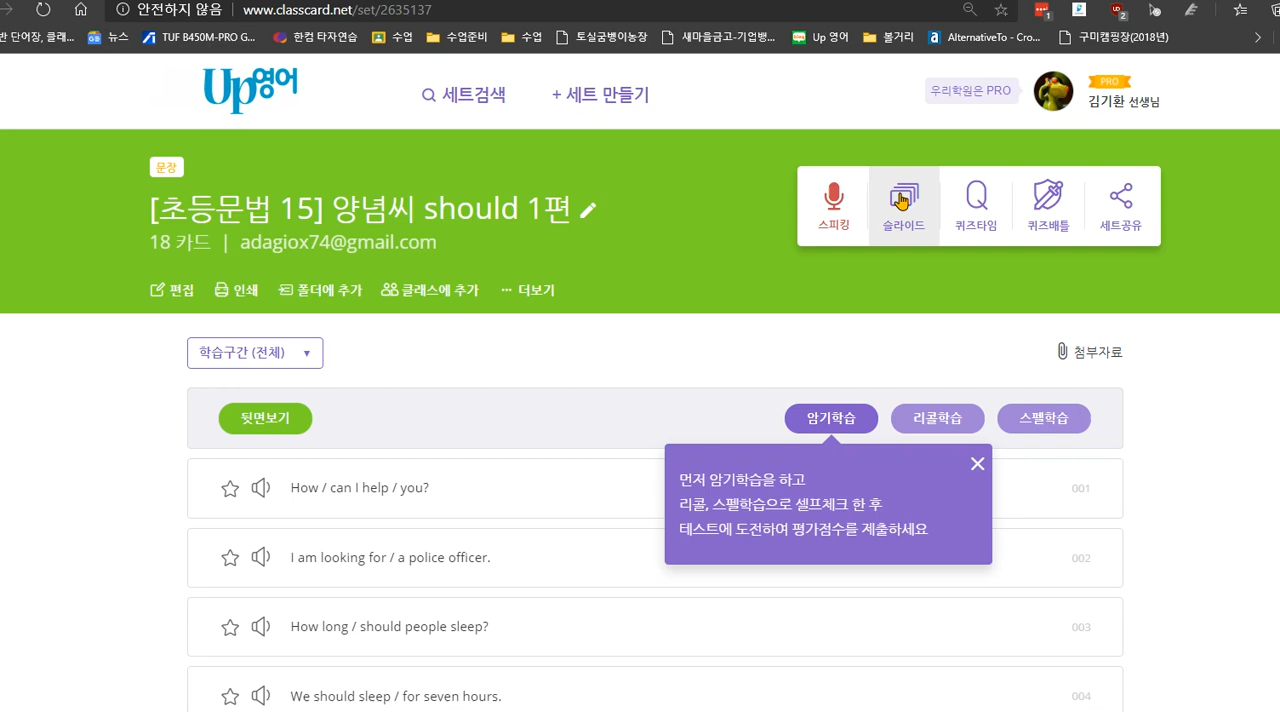 안전하지 않음 | www.classcard.net/set/2635137
1
2
반 단어장, 클래...
뉴스
TUF B450M-PRO G...
한컴 타자연습
수업
수업준비
수업
토실굼벵이농장
새마을금고-기업뱅...
Up 영어
볼거리
AlternativeTo - Cro...
구미캠핑장(2018년)
Up영어
세트검색
+ 세트 만들기
우리학원은 PRO
PRO
김기환 선생님
문장
[초등문법 15] 양념씨 should 1편
18 카드 | adagiox74@gmail.com
스피킹
슬라이드
퀴즈타임
퀴즈배틀
세트공유
편집
인쇄
폴더에 추가
클래스에 추가
··· 더보기
학습구간 (전체) ▼
첨부자료
뒷면보기
암기학습
리콜학습
스펠학습
먼저 암기학습을 하고
리콜, 스펠학습으로 셀프체크 한 후
테스트에 도전하여 평가점수를 제출하세요
How / can I help / you?
001
I am looking for / a police officer.
002
How long / should people sleep?
003
We should sleep / for seven hours.
004